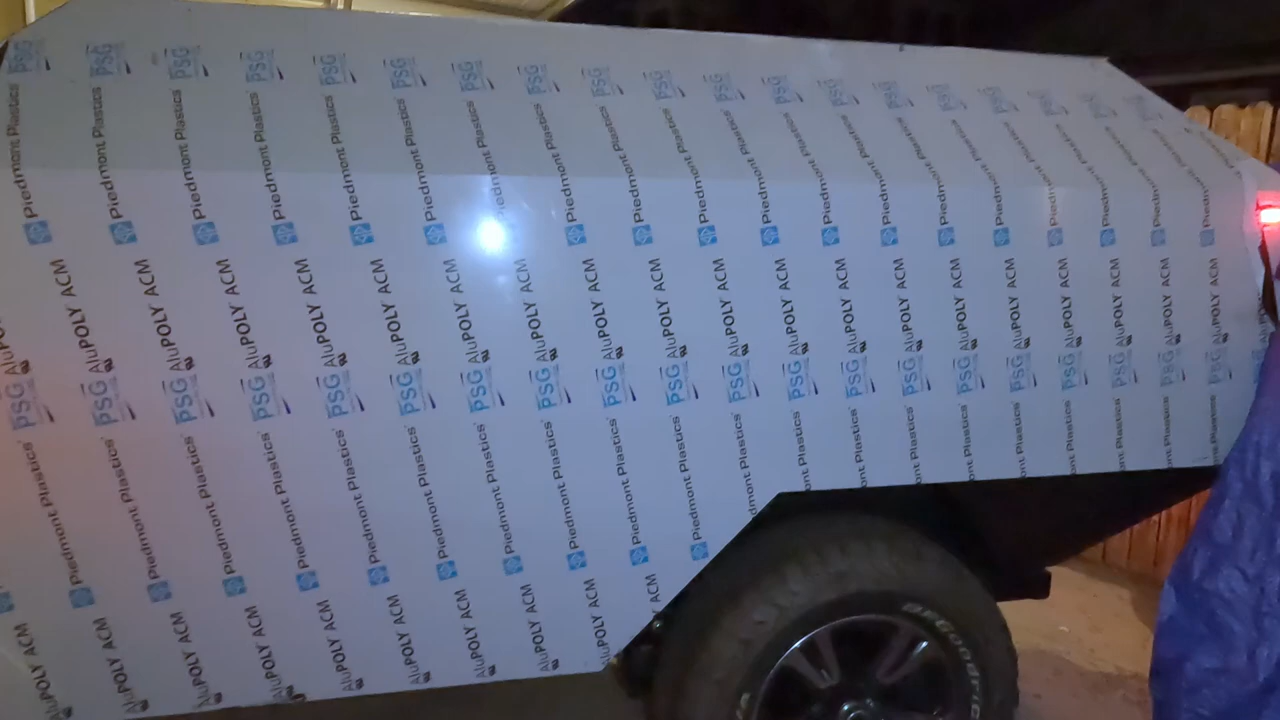 PSG
Piedmont Plastics
AluPOLY ACM
PSG
Piedmont Plastics
AluPOLY ACM
BFGoodrich